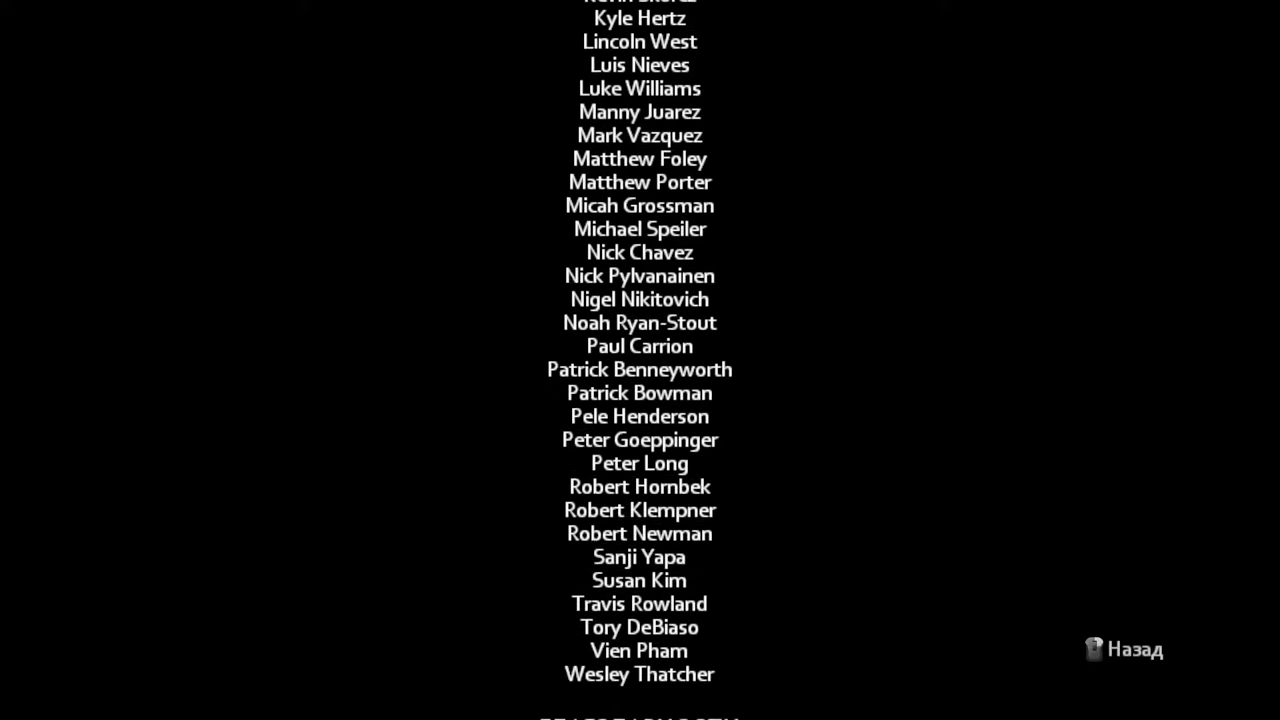 Kyle Hertz
Lincoln West
Luis Nieves
Luke Williams
Manny Juarez
Mark Vazquez
Matthew Foley
Matthew Porter
Micah Grossman
Michael Speiler
Nick Chavez
Nick Pylvanainen
Nigel Nikitovich
Noah Ryan-Stout
Paul Carrion
Patrick Benneyworth
Patrick Bowman
Pele Henderson
Peter Goeppinger
Peter Long
Robert Hornbek
Robert Klempner
Robert Newman
Sanji Yapa
Susan Kim
Travis Rowland
Tory DeBiaso
Vien Pham
Назад
Wesley Thatcher